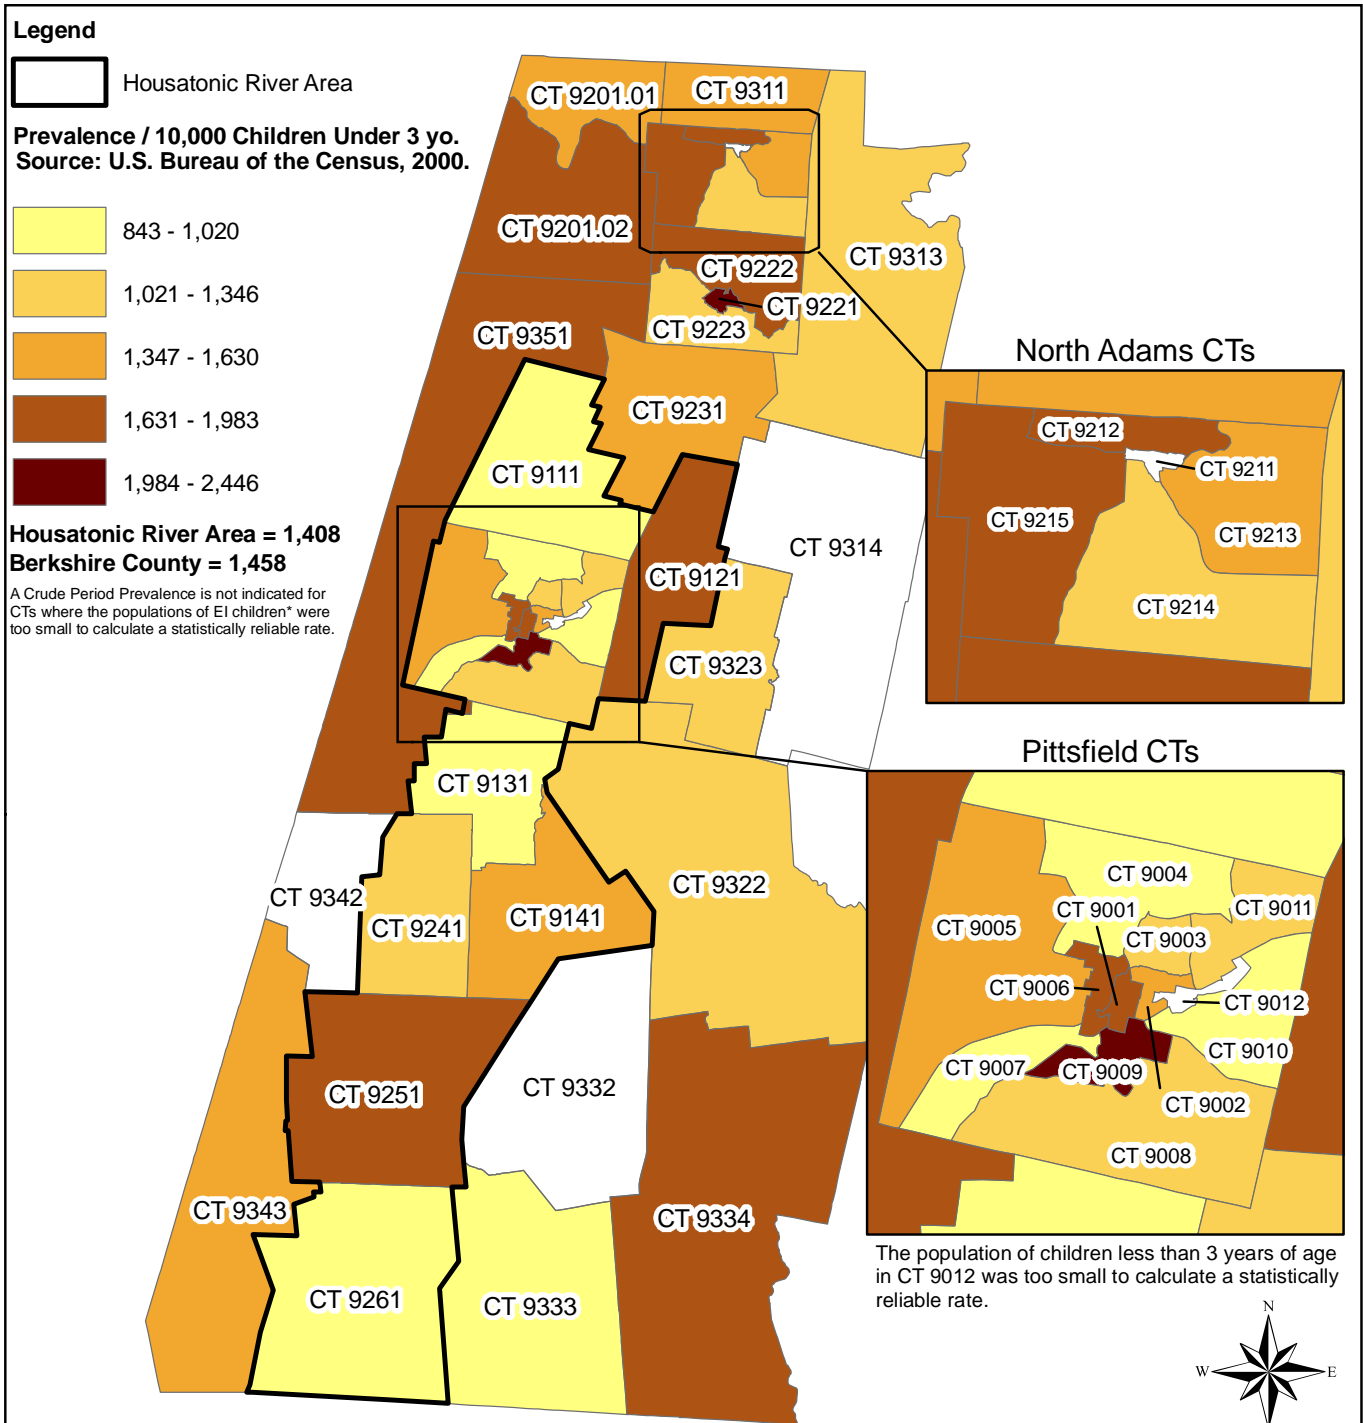 Legend
Housatonic River Area
Prevalence / 10,000 Children Under 3 yo.
Source: U.S. Bureau of the Census, 2000.
843 - 1,020
1,021 - 1,346
1,347 - 1,630
1,631 - 1,983
1,984 - 2,446
Housatonic River Area = 1,408
Berkshire County = 1,458
A Crude Period Prevalence is not indicated for
CTs where the populations of EI children* were
too small to calculate a statistically reliable rate.
CT 9201.01
CT 9311
CT 9201.02
CT 9313
CT 9222
CT 9221
CT 9223
CT 9351
CT 9231
CT 9111
CT 9314
CT 9121
CT 9323
CT 9131
CT 9322
CT 9342
CT 9241
CT 9141
CT 9332
CT 9251
CT 9343
CT 9334
CT 9261
CT 9333
North Adams CTs
CT 9212
CT 9211
CT 9215
CT 9213
CT 9214
Pittsfield CTs
CT 9004
CT 9001
CT 9011
CT 9005
CT 9003
CT 9006
CT 9012
CT 9010
CT 9007
CT 9009
CT 9002
CT 9008
The population of children less than 3 years of age
in CT 9012 was too small to calculate a statistically
reliable rate.
N
W
E